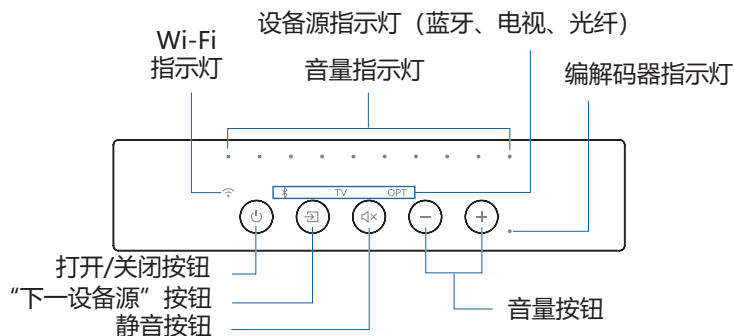 设备源指示灯（蓝牙、电视、光纤）
Wi-Fi
指示灯
音量指示灯
编解码器指示灯
TV
OPT
打开/关闭按钮
“下一设备源”按钮
静音按钮
音量按钮